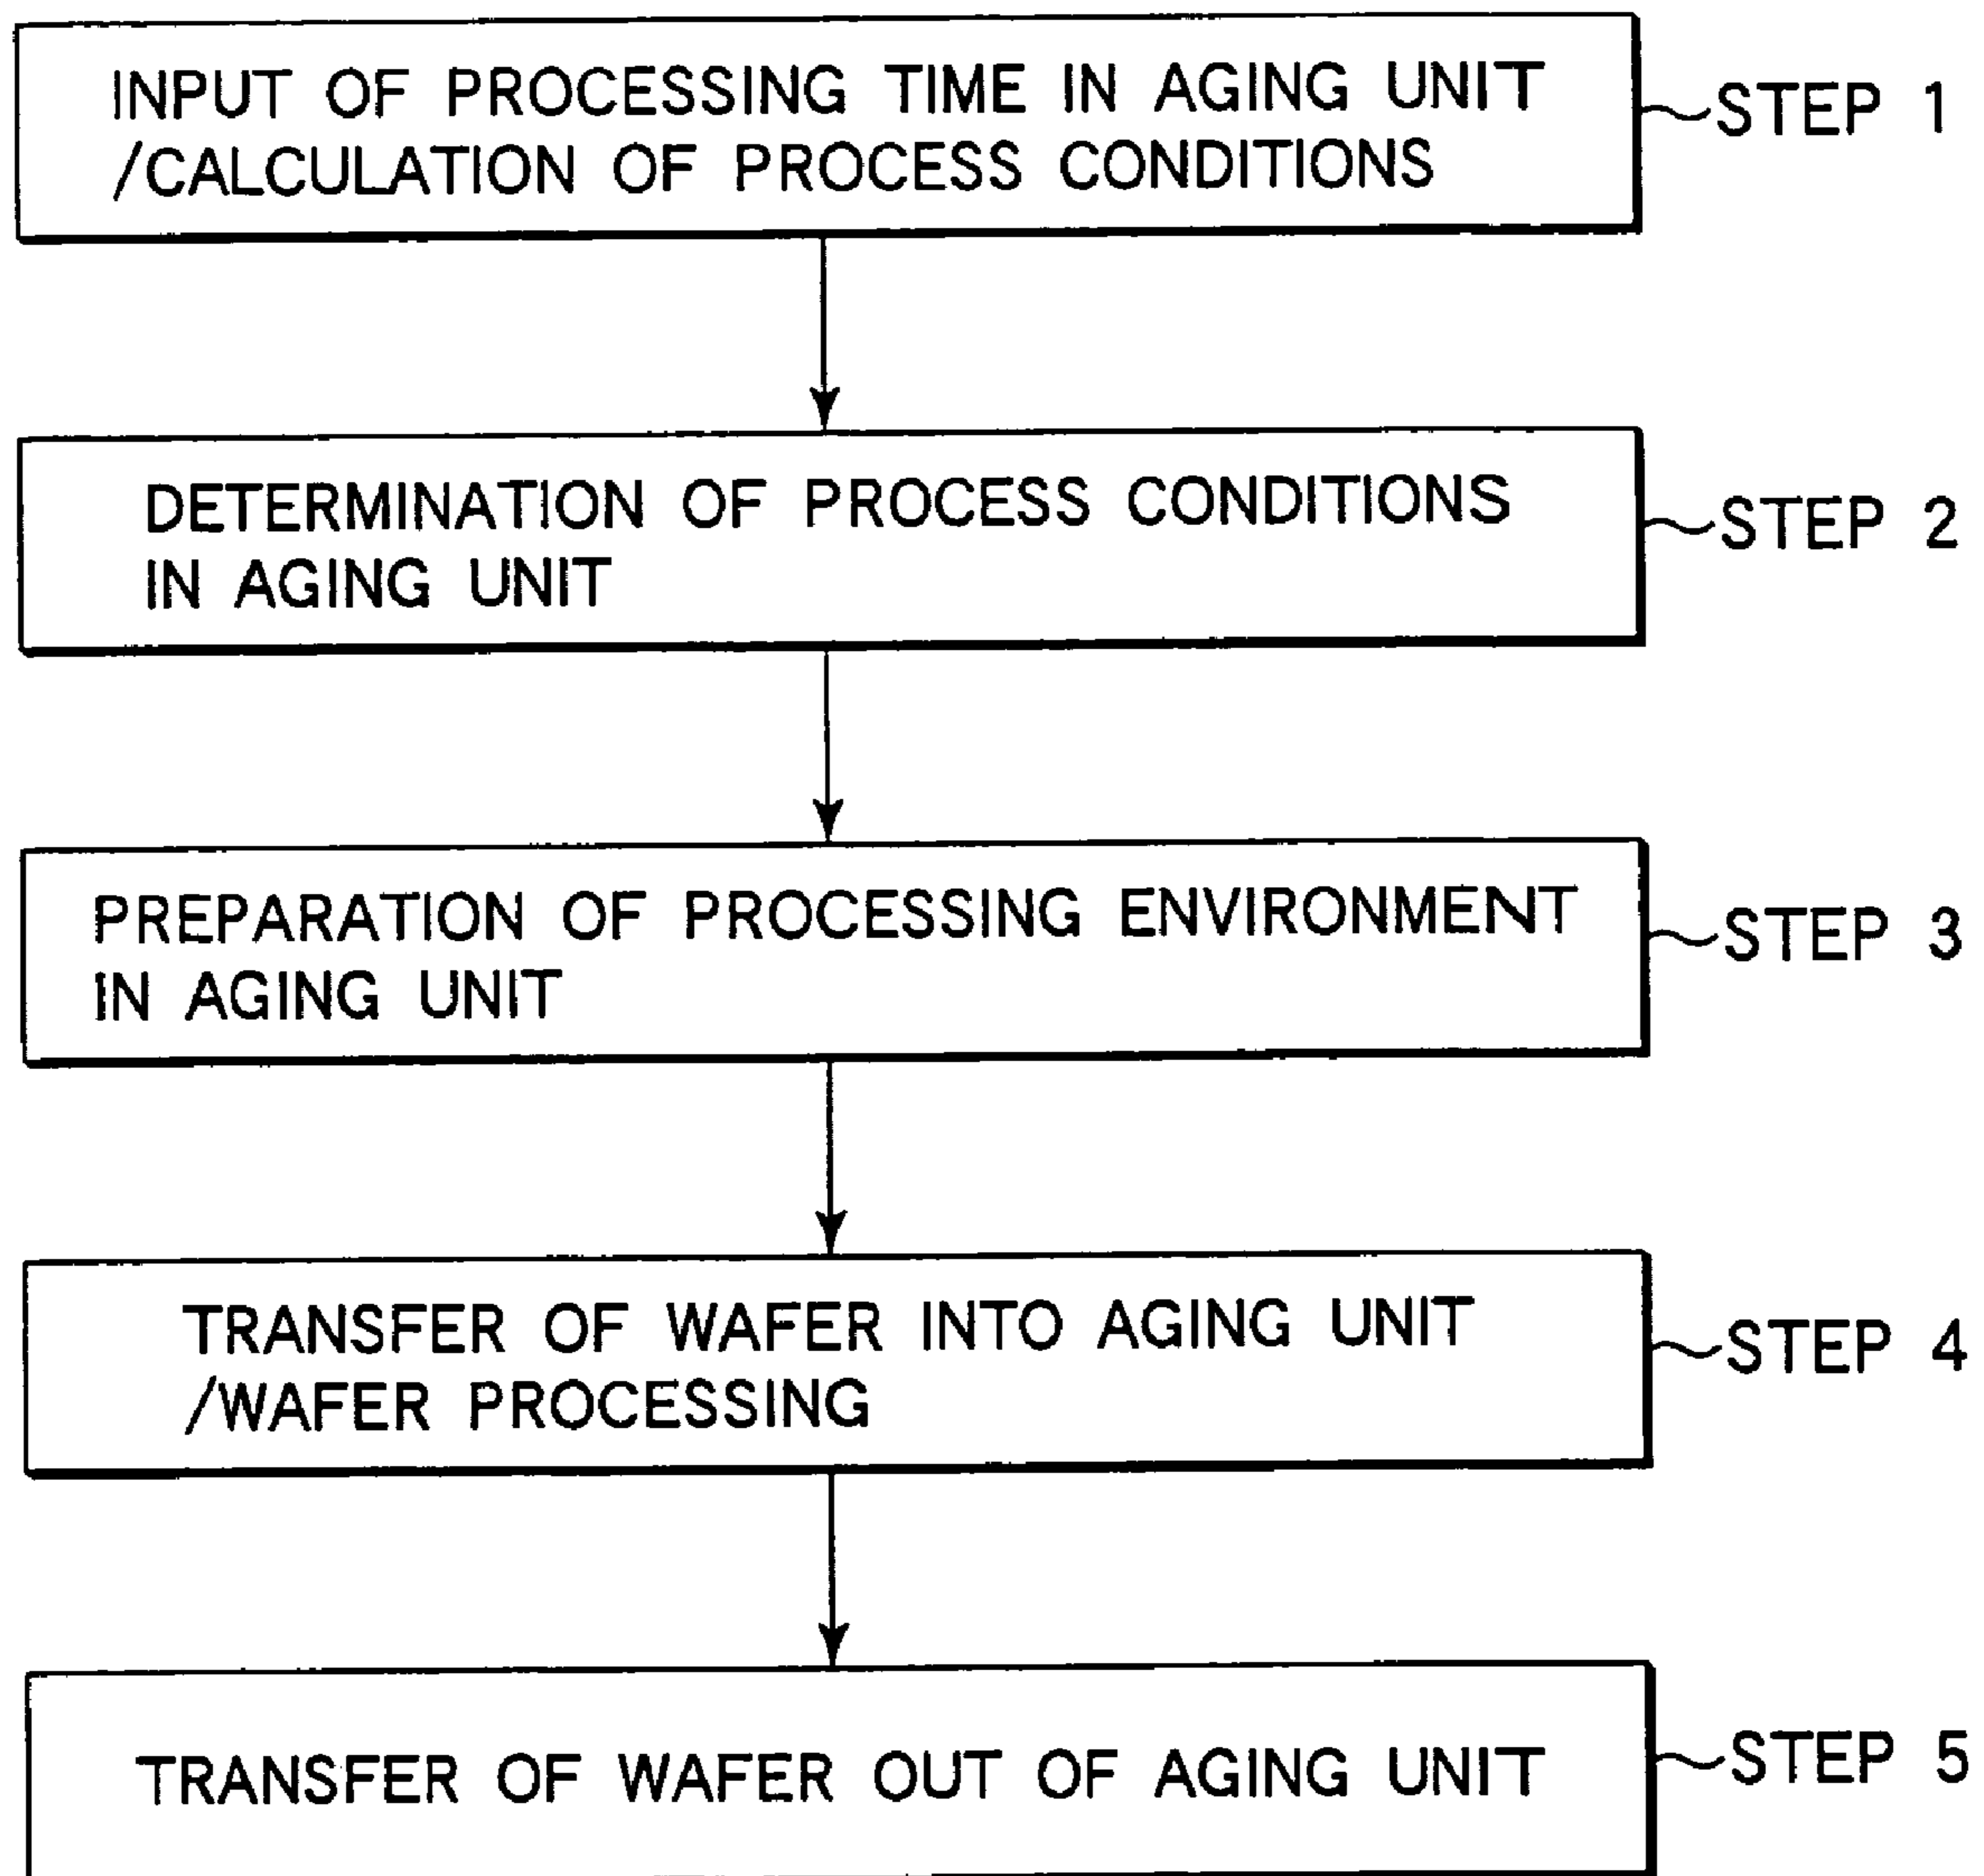 INPUT OF PROCESSING TIME IN AGING UNIT
/CALCULATION OF PROCESS CONDITIONS
STEP 1
DETERMINATION OF PROCESS CONDITIONS
IN AGING UNIT
STEP 2
PREPARATION OF PROCESSING ENVIRONMENT
IN AGING UNIT
STEP 3
TRANSFER OF WAFER INTO AGING UNIT
/WAFER PROCESSING
STEP 4
TRANSFER OF WAFER OUT OF AGING UNIT
STEP 5